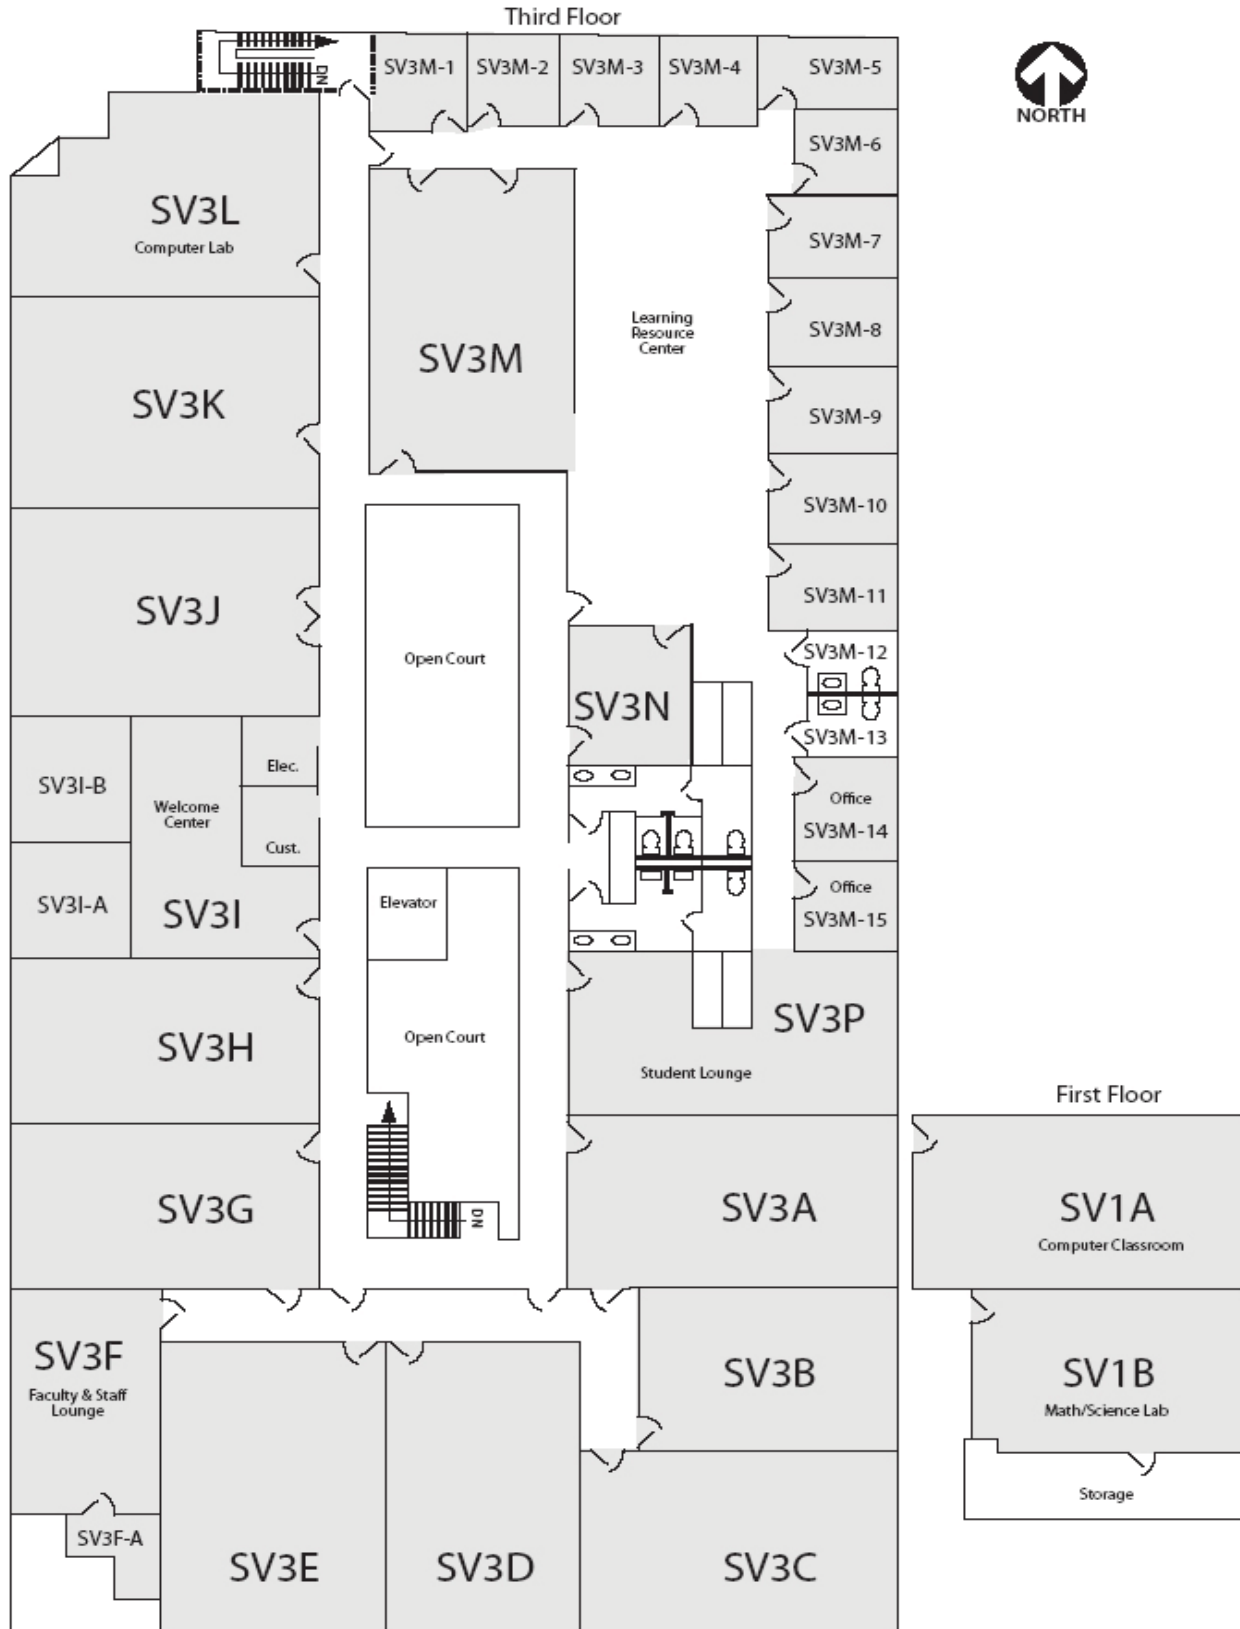 Third Floor
NORTH
DN
SV3M-1
SV3M-2
SV3M-3
SV3M-4
SV3M-5
SV3M-6
SV3L
Computer Lab
SV3M-7
Learning
Resource
Center
SV3M-8
SV3M
SV3K
SV3M-9
SV3M-10
SV3J
SV3M-11
Open Court
SV3M-12
SV3N
SV3M-13
SV3I-B
Welcome
Center
Elec.
Office
SV3M-14
Cust.
SV3I-A
SV3I
Elevator
Office
SV3M-15
SV3H
Open Court
SV3P
Student Lounge
First Floor
SV3G
DN
SV3A
SV1A
Computer Classroom
SV3F
Faculty & Staff
Lounge
SV3B
SV1B
Math/Science Lab
Storage
SV3F-A
SV3E
SV3D
SV3C